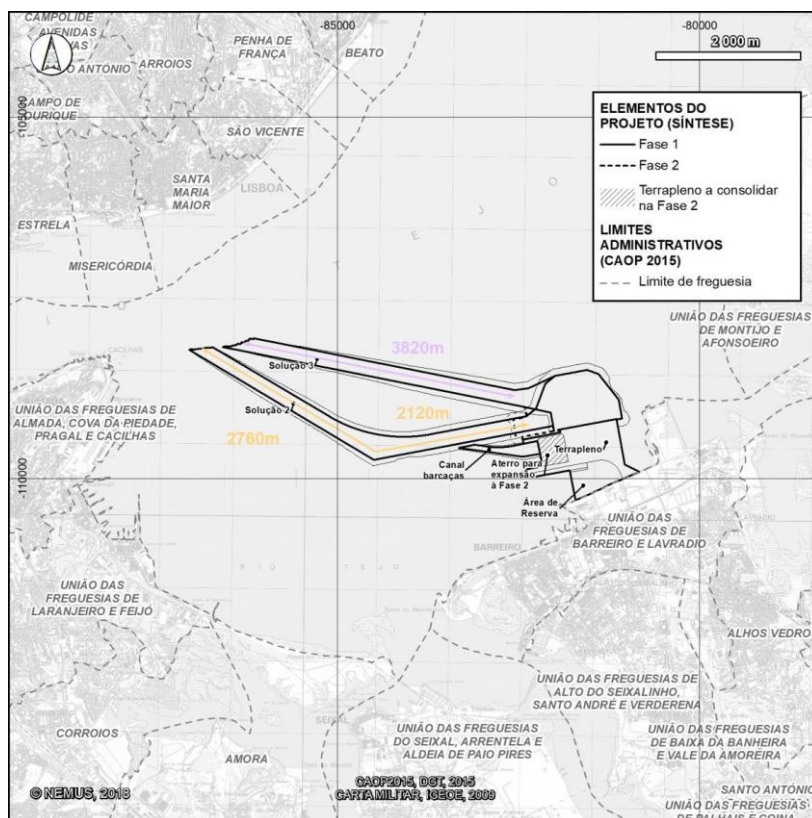 -85000
-80000
CAMPOLIDE
AVENIDAS
PENHA DE
FRANÇA
BEATO
2 000 m
ARROIOS
CAMPO DE
OURIQUE
-105000
SÃO VICENTE
SANTA
MARIA
MAIOR
LISBOA
ESTRELA
MISERICÓRDIA
T E J O
ELEMENTOS DO
PROJETO (SÍNTESE)
Fase 1
Fase 2
Terrapleno a consolidar
na Fase 2
LIMITES
ADMINISTRATIVOS
(CAOP 2015)
Limite de freguesia
UNIÃO DAS FREGUESIAS
DE MONTIJO E
AFONSOEIRO
CACILHAS
3820m
Solução 3
Solução 2
2120m
2760m
UNIÃO DAS FREGUESIAS DE
ALMADA, COVA DA PIEDADE,
PRAGAL E CACILHAS
Canal
barcaças
Aterro para
expansão
à Fase 2
Terrapleno
Área de
Reserva
-110000
LAVRADIO
UNIÃO DAS
FREGUESIAS DE
BARREIRO E LAVRADIO
BARREIRO
RIO TEJO
UNIÃO DAS
FREGUESIAS DE
LARANJEIRO E FEIJÓ
ALHOS VEDRO
UNIÃO DAS FREGUESIAS DE
ALTO DO SEIXALINHO,
SANTO ANDRÉ E VERDERENA
SEIXAL
CORROIOS
AMORA
UNIÃO DAS FREGUESIAS
DO SEIXAL, ARRENTELA E
ALDEIA DE PAIO PIRES
UNIÃO DAS FREGUESIAS
DE BAIXA DA BANHEIRA
E VALE DA AMOREIRA
© NEMUS, 2018
CAOP2015, DGT, 2015
CARTA MILITAR, IGEOE, 2009
SANTO ANTÓNIO
UNIÃO DAS FREGUESIAS
DE PALHAIS E COINA